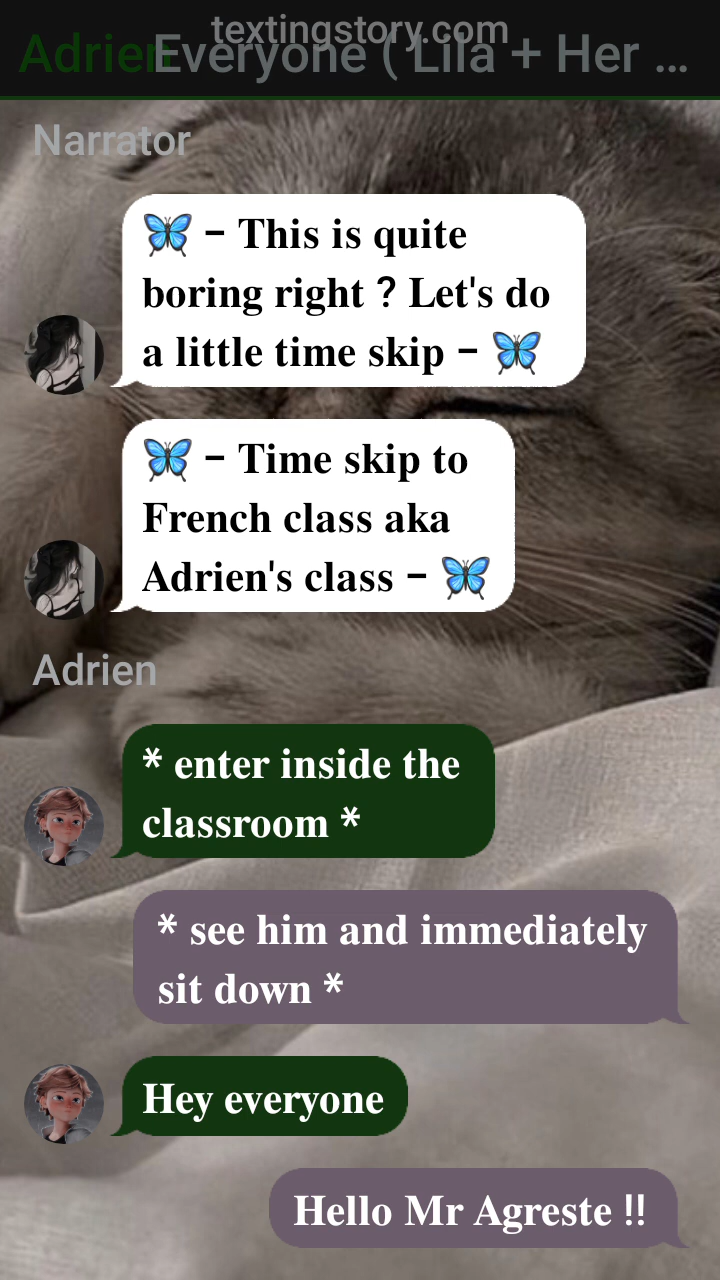 textingstory.com
Adrien Everyone ( Lila + Her ...
Narrator
🦋 - This is quite
boring right ? Let's do
a little time skip - 🦋
🦋 - Time skip to
French class aka
Adrien's class - 🦋
Adrien
* enter inside the
classroom *
* see him and immediately
sit down *
Hey everyone
Hello Mr Agreste !!